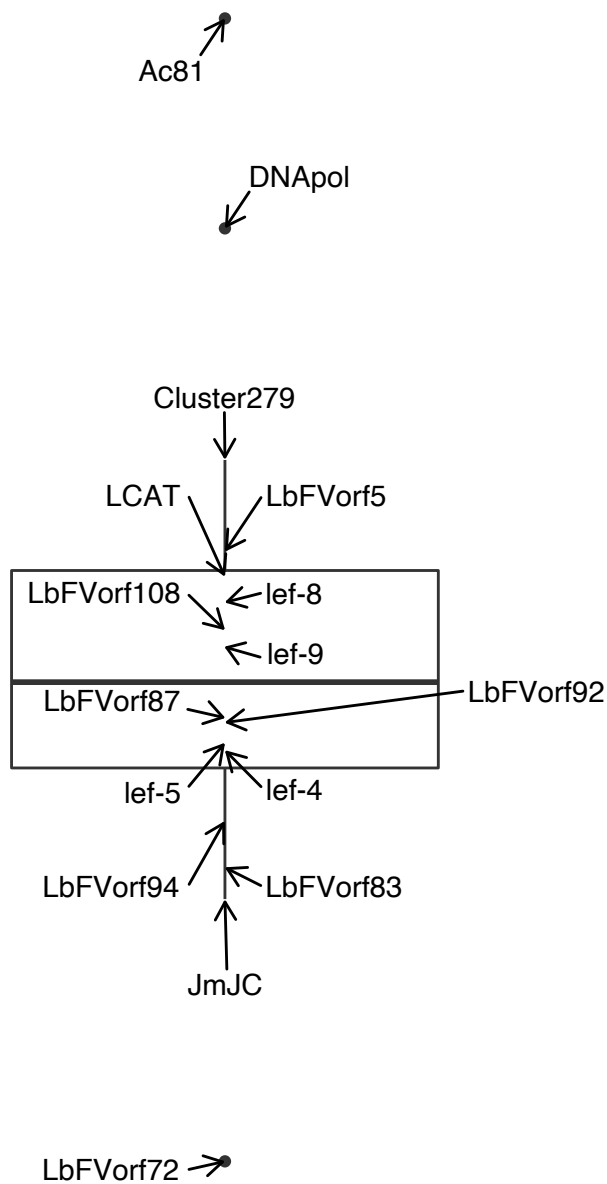 Ac81
DNApol
Cluster279
LCAT
LbFVorf5
LbFVorf108
lef-8
lef-9
LbFVorf87
LbFVorf92
lef-5
lef-4
LbFVorf94
LbFVorf83
JmJC
LbFVorf72